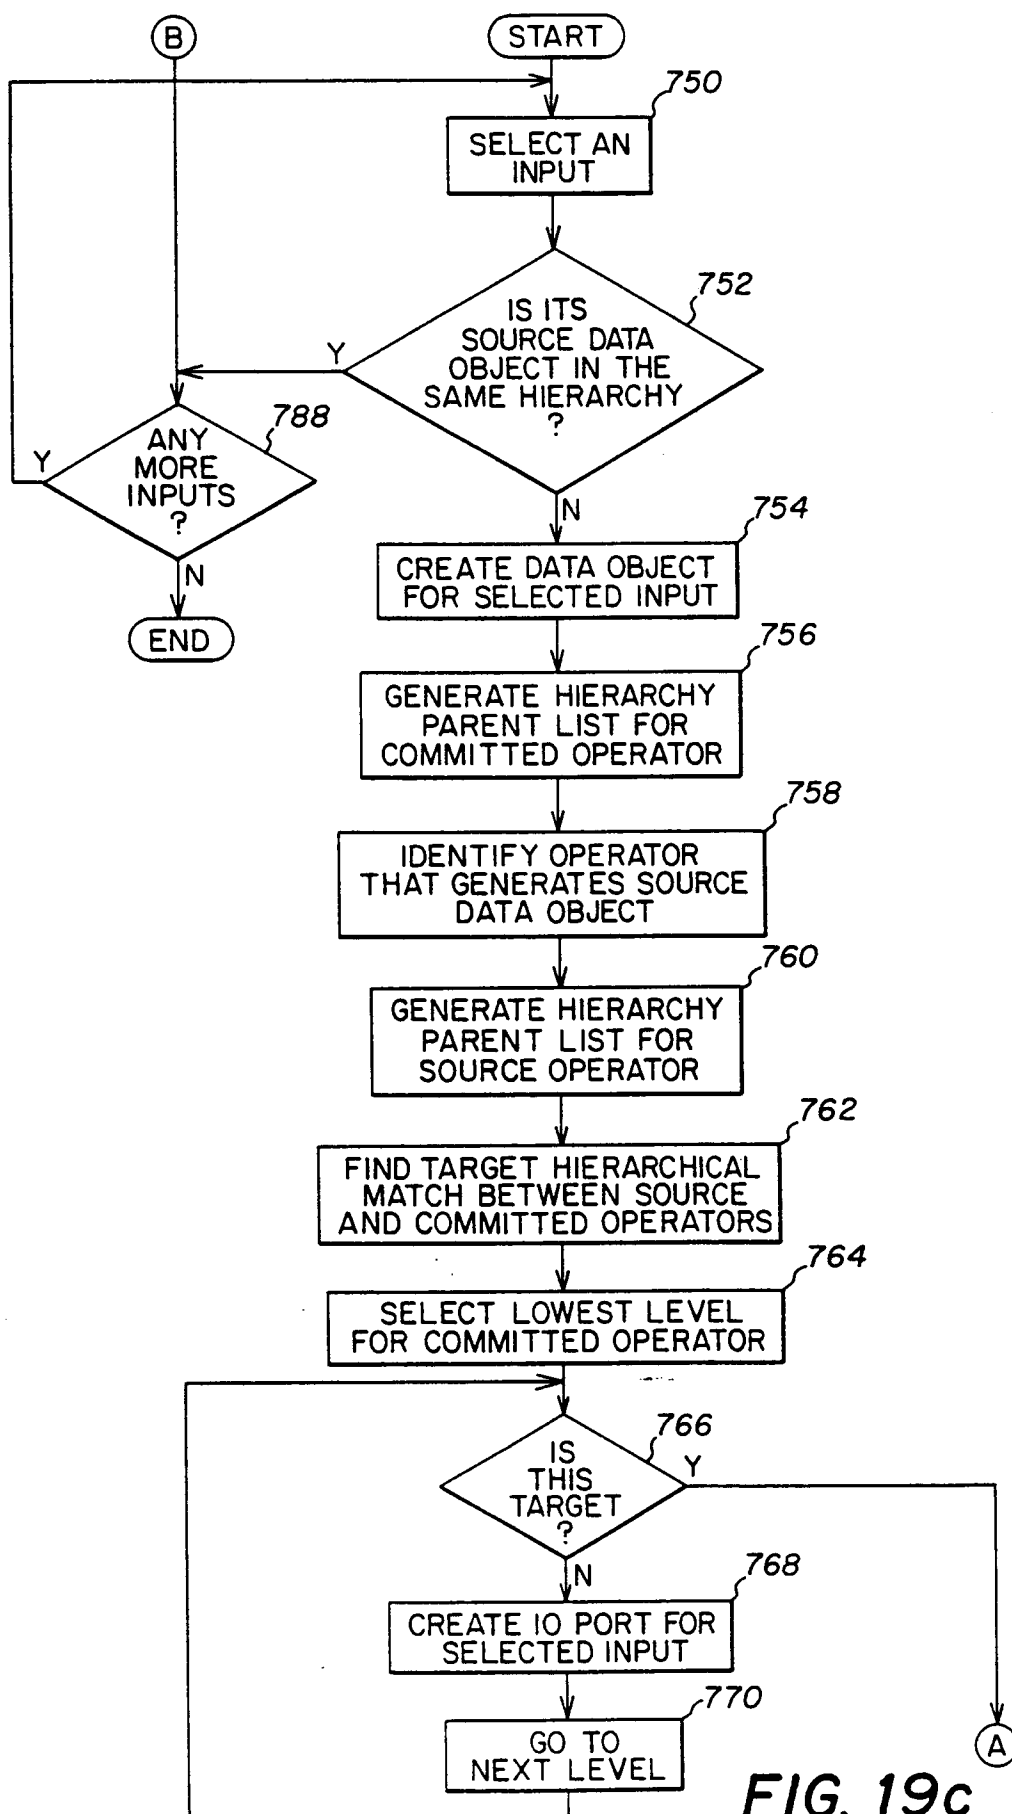 B
START
750
SELECT AN
INPUT
752
IS ITS
SOURCE DATA
OBJECT IN THE
SAME HIERARCHY
?
Y
N
788
ANY
MORE
INPUTS
?
Y
N
END
754
CREATE DATA OBJECT
FOR SELECTED INPUT
756
GENERATE HIERARCHY
PARENT LIST FOR
COMMITTED OPERATOR
758
IDENTIFY OPERATOR
THAT GENERATES SOURCE
DATA OBJECT
760
GENERATE HIERARCHY
PARENT LIST FOR
SOURCE OPERATOR
762
FIND TARGET HIERARCHICAL
MATCH BETWEEN SOURCE
AND COMMITTED OPERATORS
764
SELECT LOWEST LEVEL
FOR COMMITTED OPERATOR
766
IS
THIS
TARGET
?
Y
N
768
CREATE IO PORT FOR
SELECTED INPUT
770
GO TO
NEXT LEVEL
A
FIG. 19c